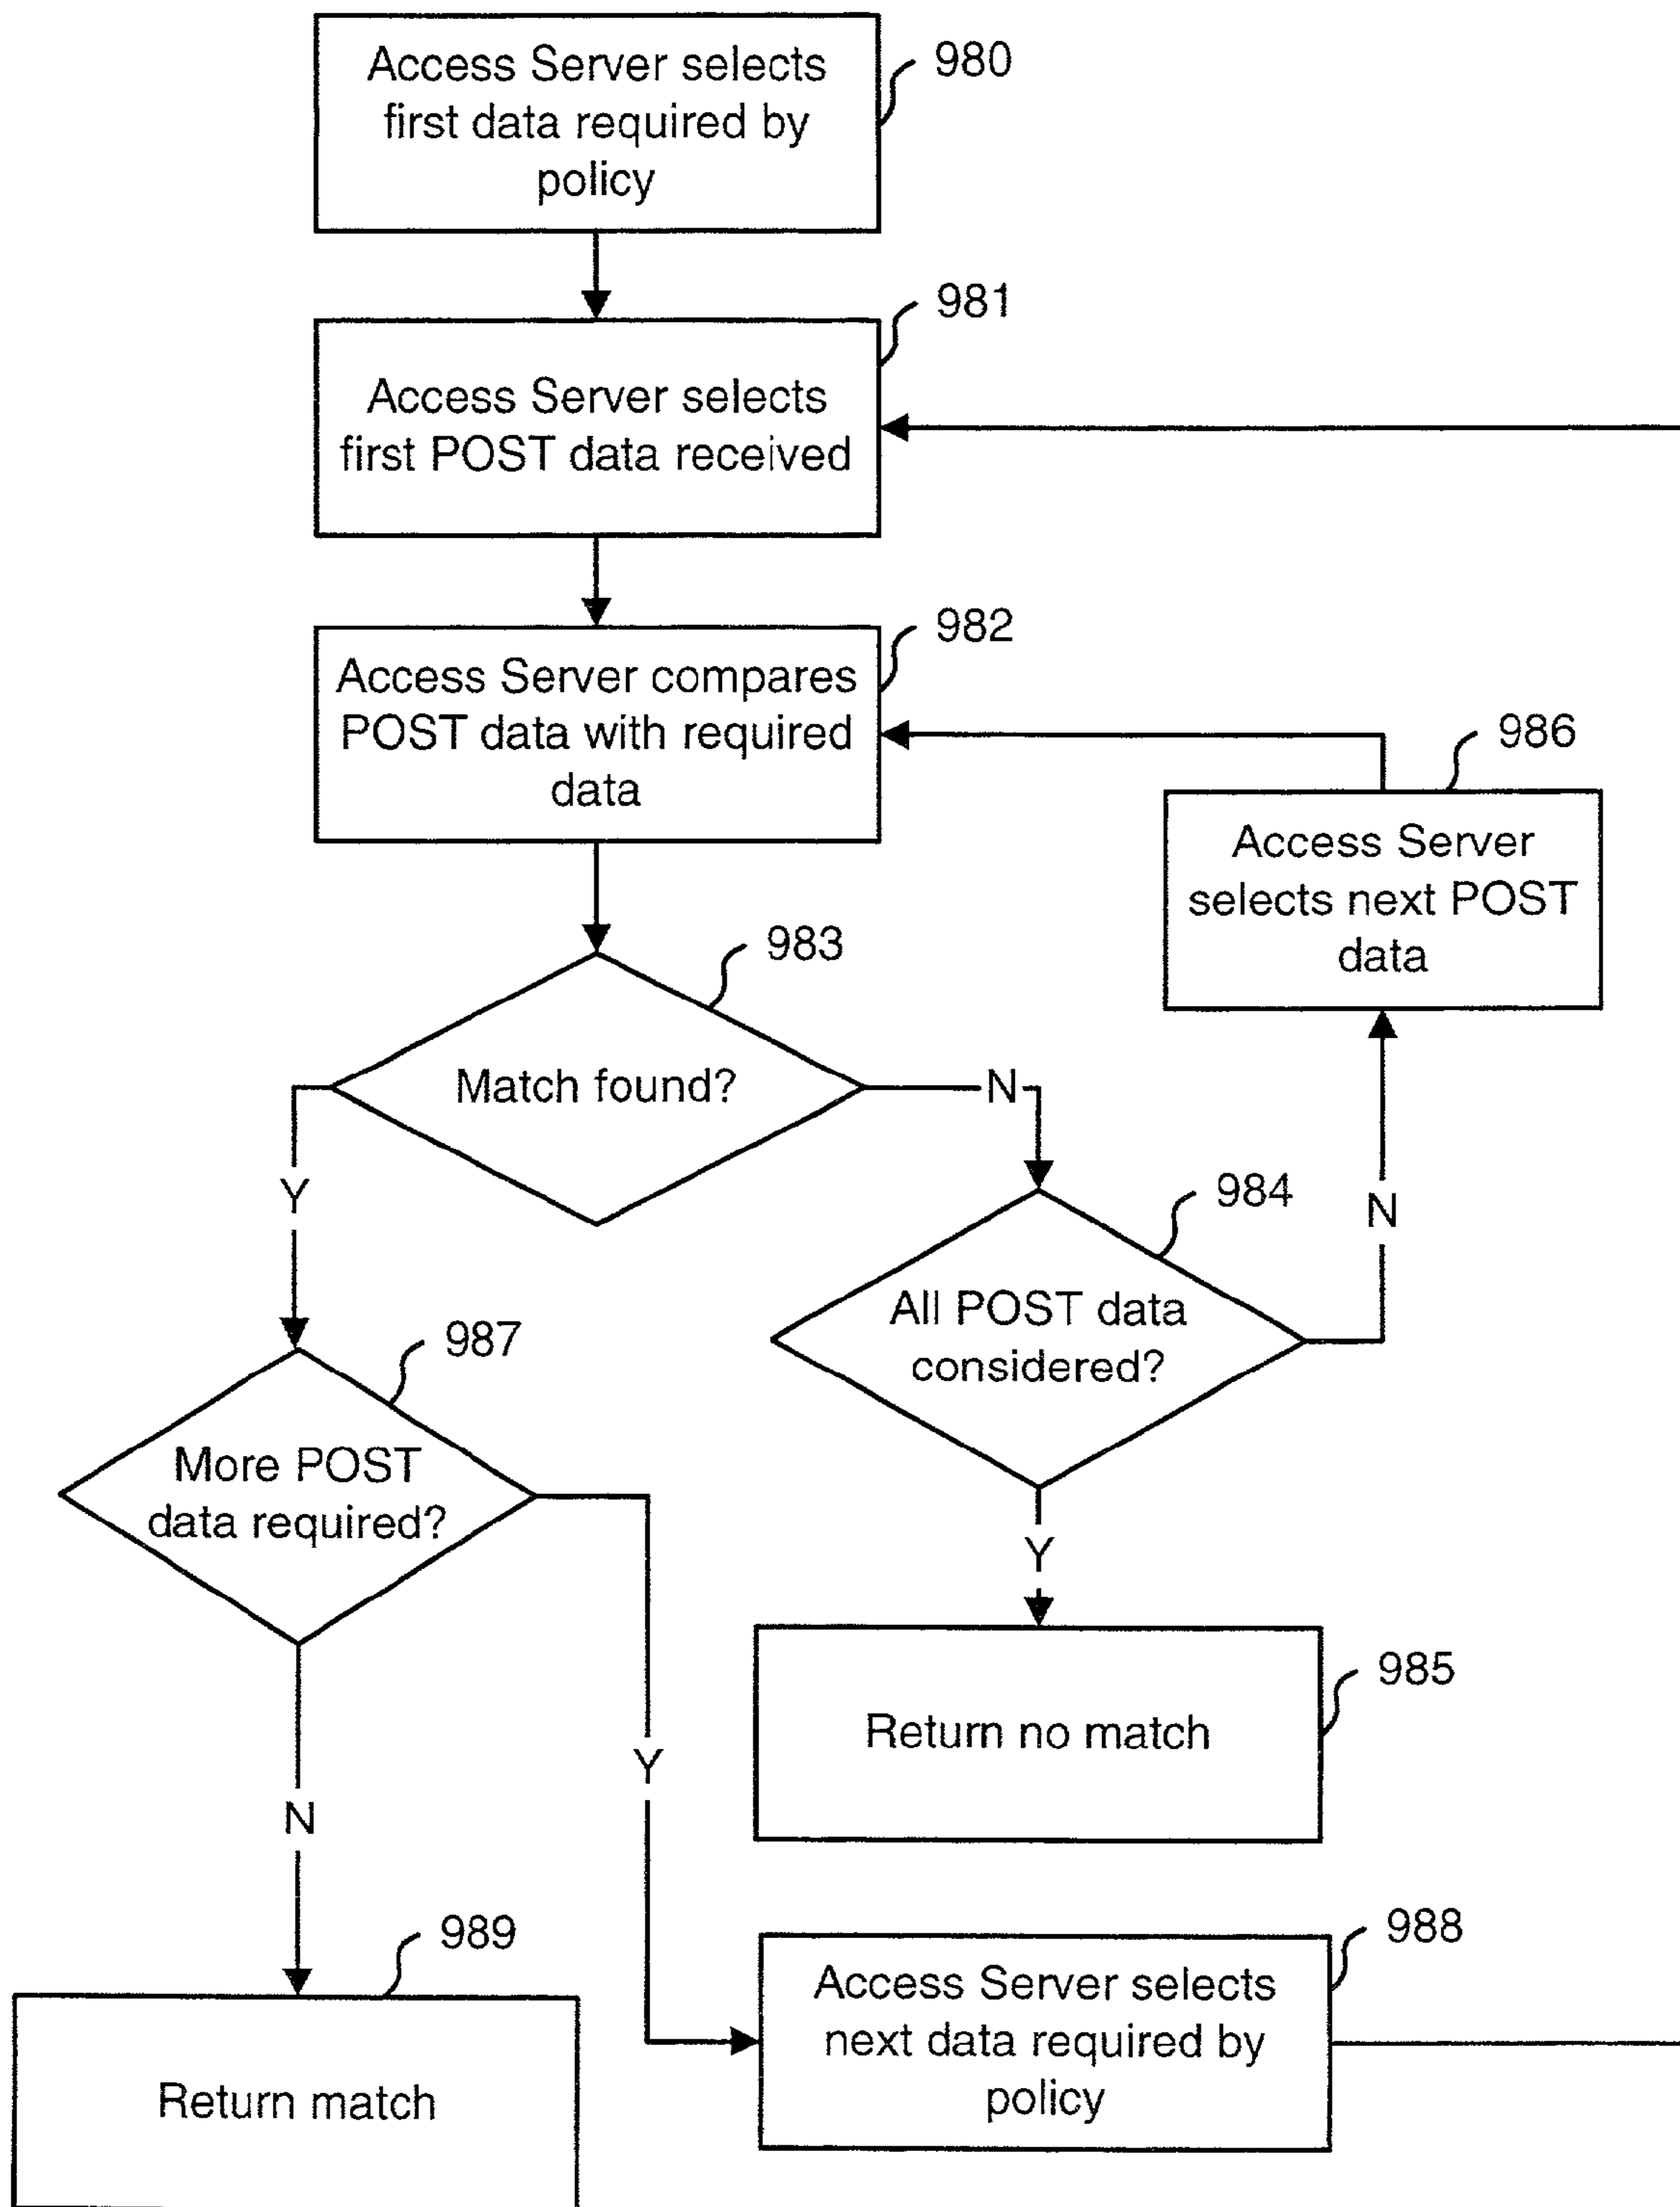 Access Server selects
first data required by
policy
980
Access Server selects
first POST data received
981
Access Server compares
POST data with required
data
982
Access Server
selects next POST
data
986
Match found?
983
Y
N
All POST data
considered?
984
N
Y
More POST
data required?
987
N
Y
Return no match
985
Access Server selects
next data required by
policy
988
Return match
989